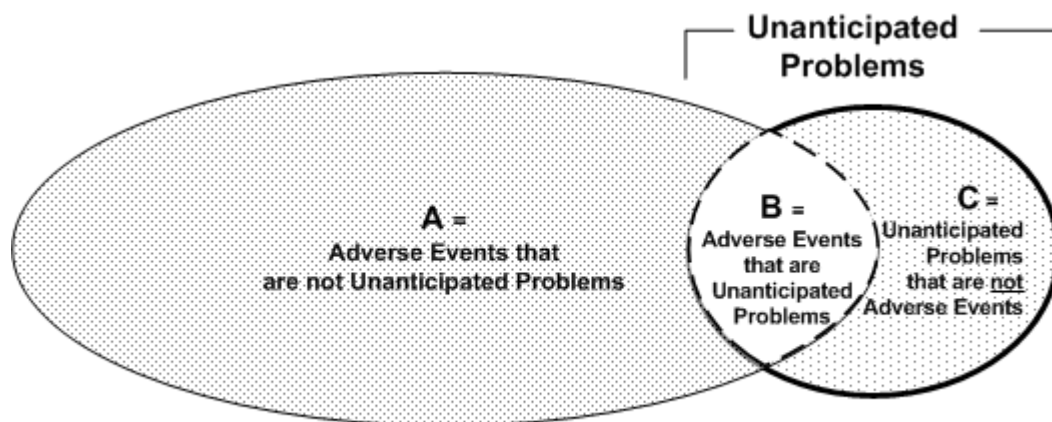 Unanticipated
Problems
A =
Adverse Events that
are not Unanticipated Problems
B =
Adverse Events
that are
Unanticipated
Problems
C =
Unanticipated
Problems
that are not
Adverse Events